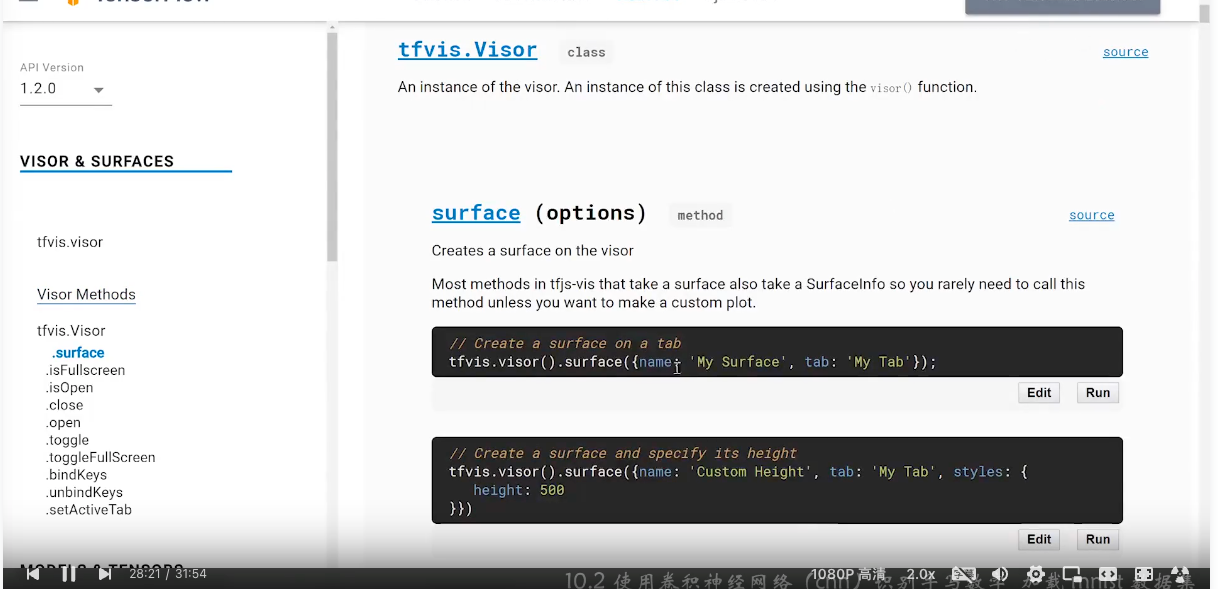 tfvis.Visor class source
API Version
1.2.0
An instance of the visor. An instance of this class is created using the visor() function.
VISOR & SURFACES
surface (options) method source
tfvis.visor
Creates a surface on the visor
Most methods in tfjs-vis that take a surface also take a SurfaceInfo so you rarely need to call this
method unless you want to make a custom plot.
Visor Methods
tfvis.Visor
.surface
.isFullscreen
.isOpen
.close
.open
.toggle
.toggleFullScreen
.bindKeys
.unbindKeys
.setActiveTab
// Create a surface on a tab
tfvis.visor().surface({name: 'My Surface', tab: 'My Tab'});
Edit Run
// Create a surface and specify its height
tfvis.visor().surface({name: 'Custom Height', tab: 'My Tab', styles: {
height: 500
}})
Edit Run
MODELS & TENSORS
28:21 / 31:54
1080P 高清 2.0x
10.2 使用卷积神经网络（cnn）识别手写数字 加载 mnist 数据集